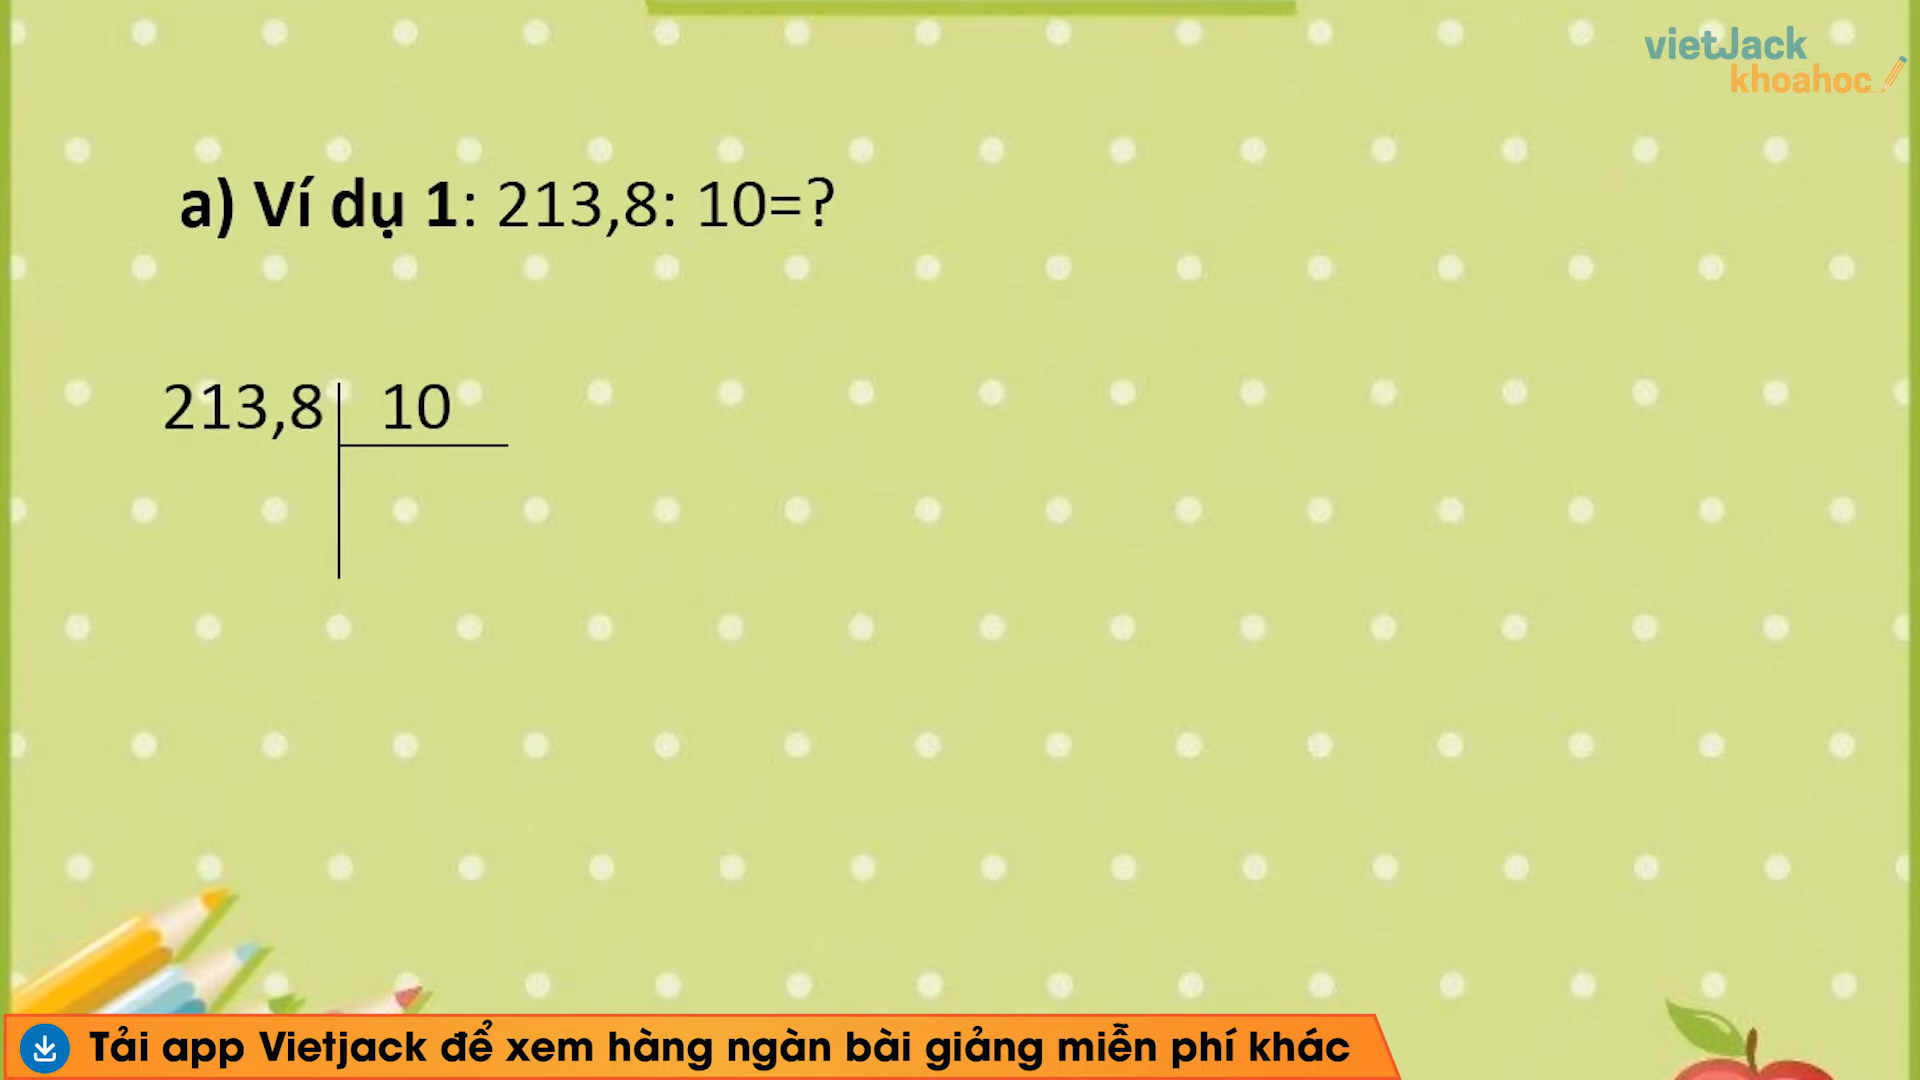 vietJack
khoahoc
a) Ví dụ 1: 213,8: 10=?
213,8 10
Tải app Vietjack để xem hàng ngàn bài giảng miễn phí khác